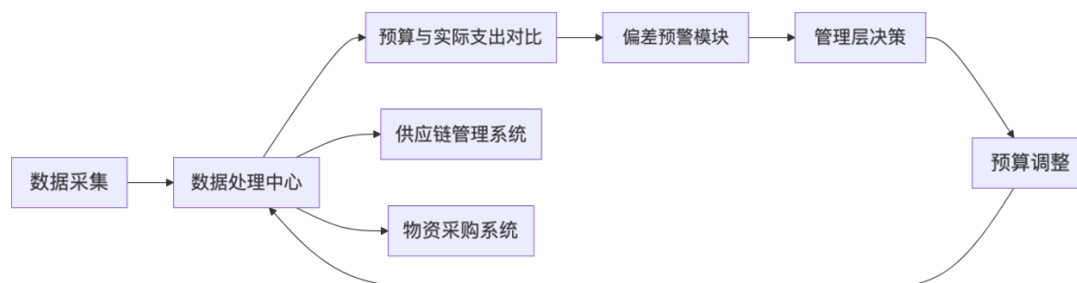 预算与实际支出对比
偏差预警模块
管理层决策
供应链管理系统
数据采集
数据处理中心
预算调整
物资采购系统